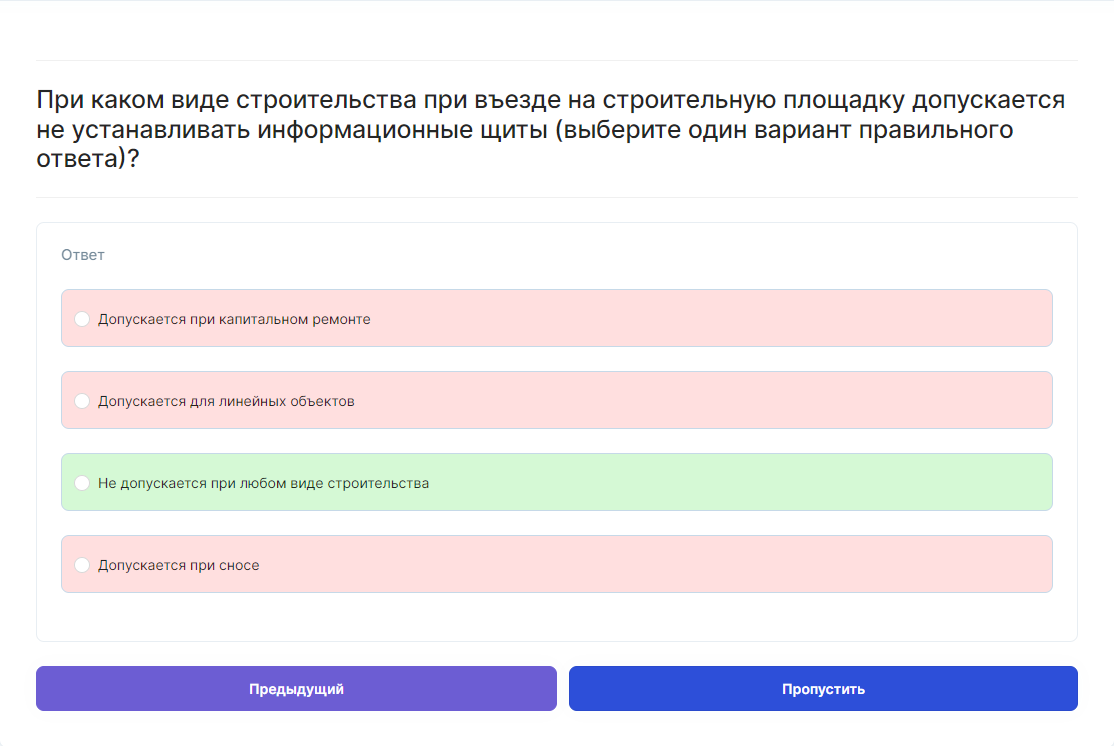 При каком виде строительства при въезде на строительную площадку допускается
не устанавливать информационные щиты (выберите один вариант правильного
ответа)?
Ответ
Допускается при капитальном ремонте
Допускается для линейных объектов
Не допускается при любом виде строительства
Допускается при сносе
Предыдущий
Пропустить